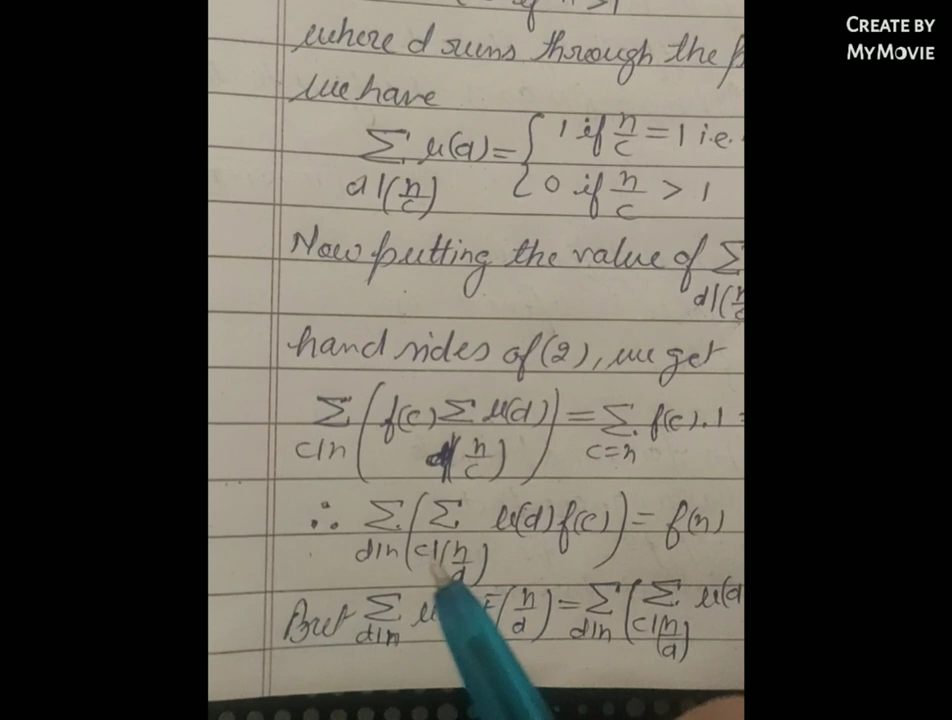 CREATE BY
MYMOVIE
where d runs through the
we have
∑ μ(d) = { 1 if n/c = 1 i.e.
d|(n/c) { 0 if n/c > 1
Now putting the value of ∑
d|(n/c
hand sides of (2), we get
∑ ( f(c) ∑ μ(d) ) = ∑ f(c).1 =
c|n d|(n/c) c=n
∴ ∑ ( ∑ μ(d) f(c) ) = f(n)
d|n c|(n/d)
But ∑ μ F(n/d) = ∑ ( ∑ μ(d
d|n d|n c|(n/d)